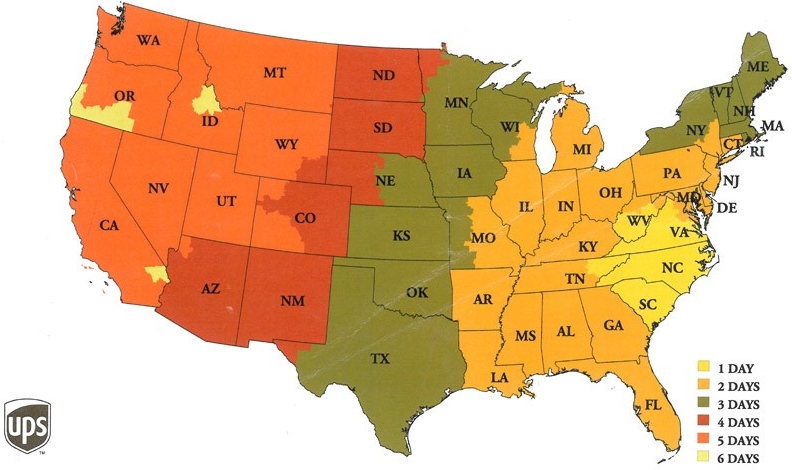 WA
ME
MT
ND
VT
OR
MN
NH
MA
ID
SD
WI
NY
CT
RI
WY
MI
IA
PA
NE
NJ
NV
UT
OH
MD
DE
IL
IN
CO
WV
CA
KS
MO
VA
KY
NC
TN
AZ
OK
NM
AR
SC
GA
MS
AL
TX
LA
FL
1 DAY
2 DAYS
3 DAYS
4 DAYS
5 DAYS
6 DAYS
ups
TM